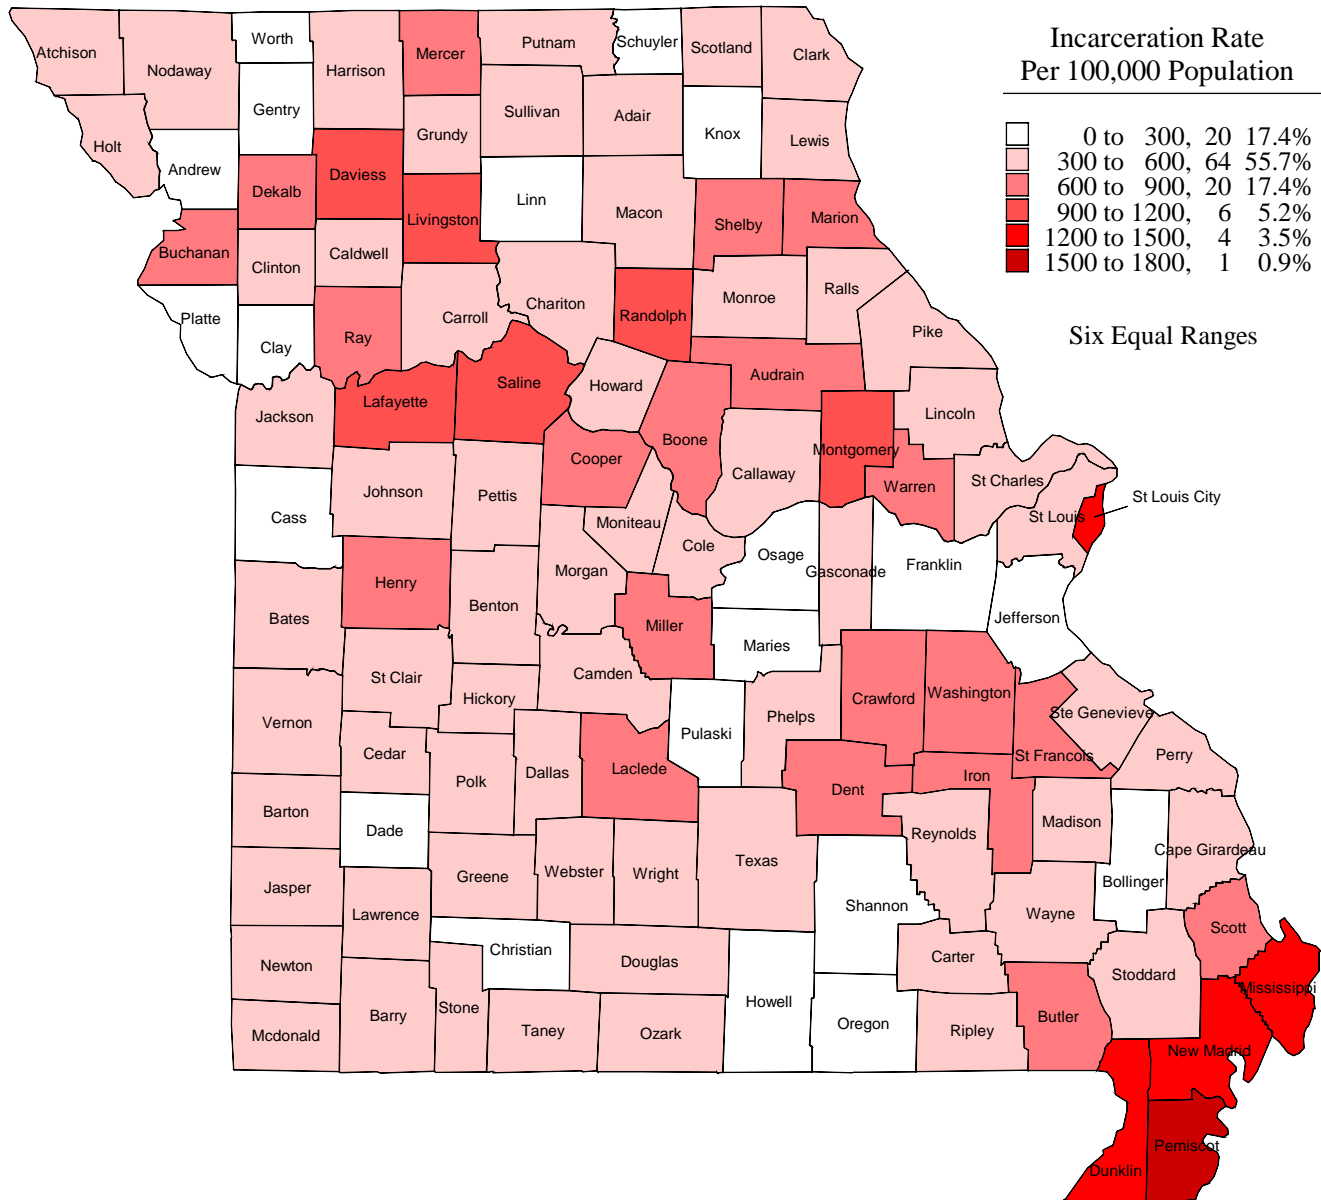 Incarceration Rate
Per 100,000 Population
0 to 300, 20 17.4%
300 to 600, 64 55.7%
600 to 900, 20 17.4%
900 to 1200, 6 5.2%
1200 to 1500, 4 3.5%
1500 to 1800, 1 0.9%
Six Equal Ranges
Atchison
Nodaway
Worth
Harrison
Mercer
Putnam
Schuyler
Scotland
Clark
Holt
Gentry
Andrew
Dekalb
Daviess
Grundy
Sullivan
Adair
Knox
Lewis
Livingston
Linn
Macon
Shelby
Marion
Buchanan
Clinton
Caldwell
Carroll
Chariton
Randolph
Monroe
Ralls
Pike
Platte
Clay
Ray
Jackson
Lafayette
Saline
Howard
Boone
Audrain
Lincoln
Montgomery
Callaway
Cooper
Warren
St Charles
St Louis
St Louis City
Johnson
Pettis
Cass
Moniteau
Cole
Osage
Gasconade
Franklin
Jefferson
Henry
Benton
Morgan
Miller
Maries
Bates
St Clair
Hickory
Camden
Pulaski
Phelps
Crawford
Washington
Ste Genevieve
St Francois
Perry
Vernon
Cedar
Polk
Dallas
Laclede
Dent
Iron
Barton
Dade
Greene
Webster
Wright
Texas
Reynolds
Madison
Cape Girardeau
Bollinger
Jasper
Lawrence
Shannon
Wayne
Scott
Newton
Christian
Douglas
Carter
Stoddard
Mississippi
Mcdonald
Barry
Stone
Taney
Ozark
Howell
Oregon
Ripley
Butler
New Madrid
Pemiscot
Dunklin